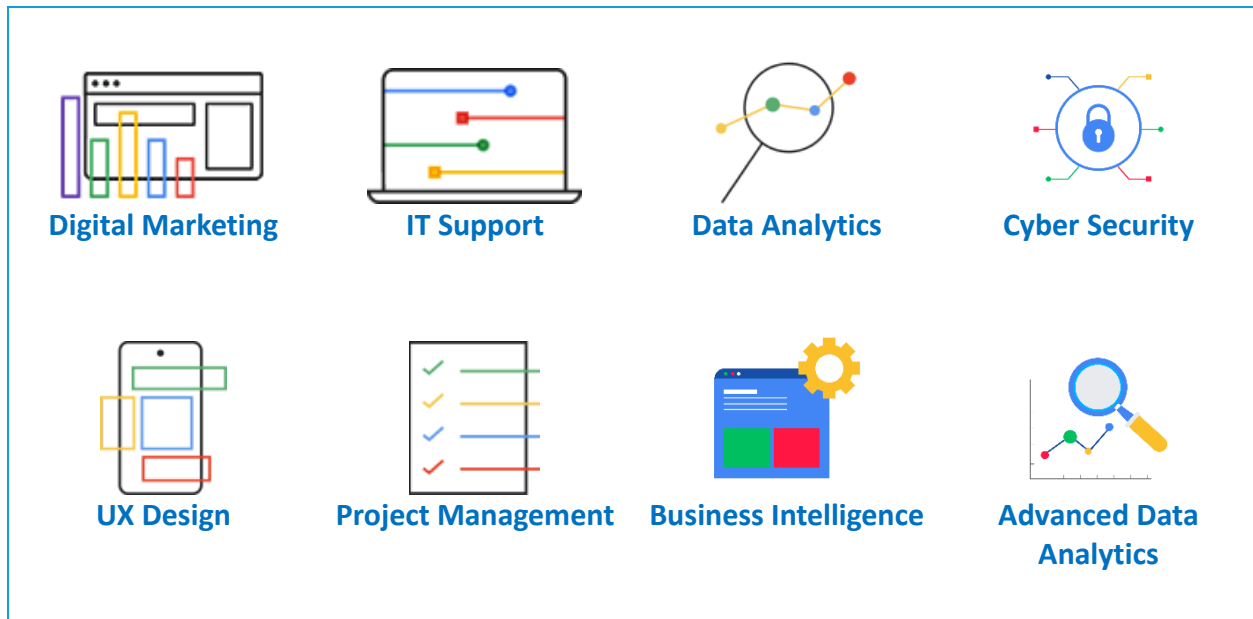 Digital Marketing
IT Support
Data Analytics
Cyber Security
UX Design
Project Management
Business Intelligence
Advanced Data
Analytics